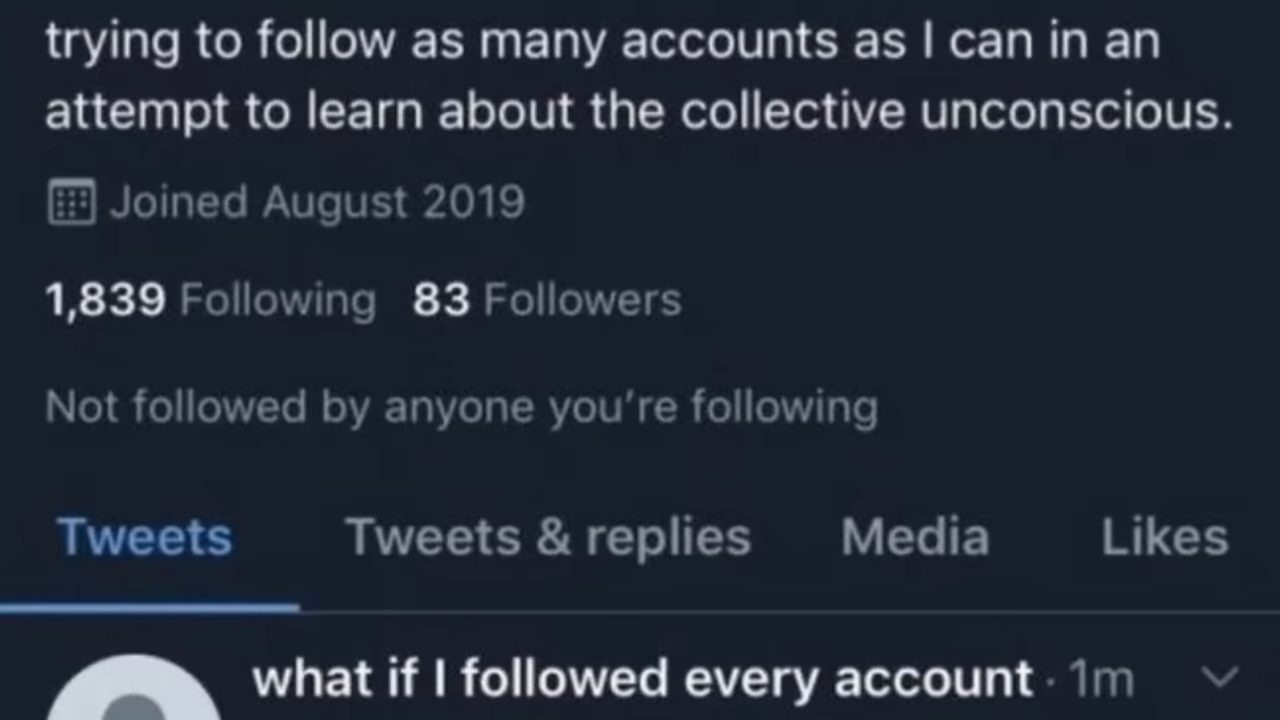 trying to follow as many accounts as I can in an
attempt to learn about the collective unconscious.
Joined August 2019
1,839 Following 83 Followers
Not followed by anyone you’re following
Tweets Tweets & replies Media Likes
what if I followed every account · 1m